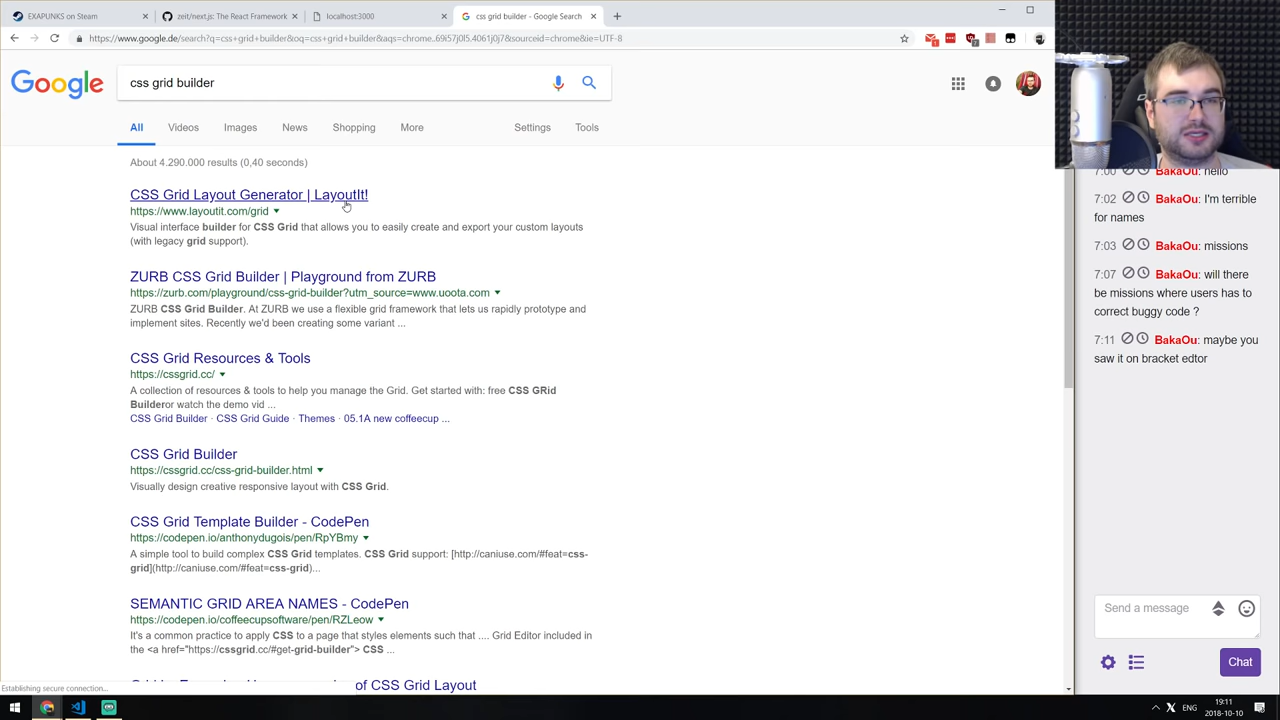 EXAPUNKS on Steam
zeit/next.js: The React Framework
localhost:3000
css grid builder - Google Search
https://www.google.de/search?q=css+grid+builder&oq=css+grid+builder&aqs=chrome..69i57j0l5.4061j0j7&sourceid=chrome&ie=UTF-8
Google
css grid builder
All Videos Images News Shopping More Settings Tools
About 4.290.000 results (0,40 seconds)
CSS Grid Layout Generator | LayoutIt!
https://www.layoutit.com/grid
Visual interface builder for CSS Grid that allows you to easily create and export your custom layouts
(with legacy grid support).
ZURB CSS Grid Builder | Playground from ZURB
https://zurb.com/playground/css-grid-builder?utm_source=www.uoota.com
ZURB CSS Grid Builder. At ZURB we use a flexible grid framework that lets us rapidly prototype and
implement sites. Recently we'd been creating some variant ...
CSS Grid Resources & Tools
https://cssgrid.cc/
A collection of resources & tools to help you manage the Grid. Get started with: free CSS GRid
Builderor watch the demo vid ...
CSS Grid Builder · CSS Grid Guide · Themes · 05.1A new coffeecup ...
CSS Grid Builder
https://cssgrid.cc/css-grid-builder.html
Visually design creative responsive layout with CSS Grid.
CSS Grid Template Builder - CodePen
https://codepen.io/anthonydugois/pen/RpYBmy
A simple tool to build complex CSS Grid templates. CSS Grid support: [http://caniuse.com/#feat=css-
grid](http://caniuse.com/#feat=css-grid)...
SEMANTIC GRID AREA NAMES - CodePen
https://codepen.io/coffeecupsoftware/pen/RZLeow
It's a common practice to apply CSS to a page that styles elements such that .... Grid Editor included in
the <a href="https://cssgrid.cc/#get-grid-builder"> CSS ...
of CSS Grid Layout
Establishing secure connection...
7:00 BakaOu: hello
7:02 BakaOu: I'm terrible
for names
7:03 BakaOu: missions
7:07 BakaOu: will there
be missions where users has to
correct buggy code ?
7:11 BakaOu: maybe you
saw it on bracket edtor
Send a message
Chat
ENG
19:11
2018-10-10